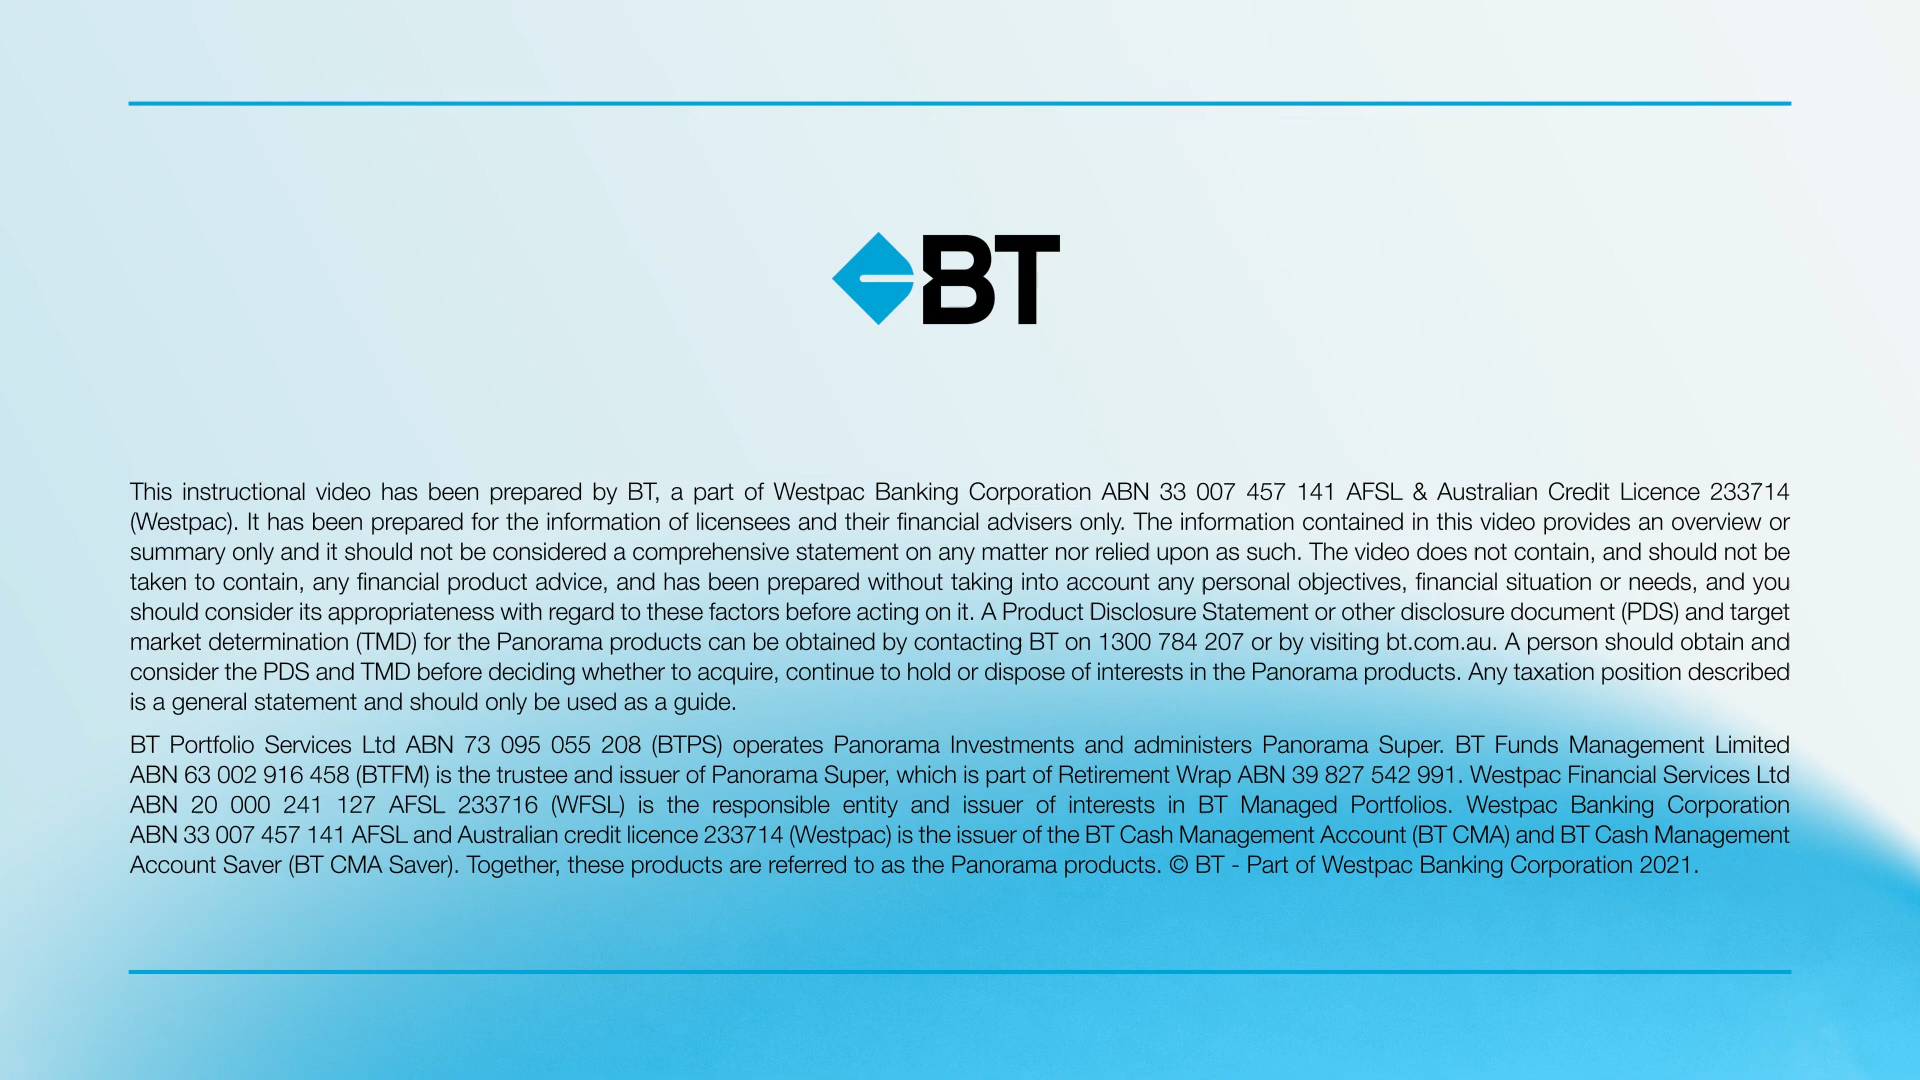 BT
This instructional video has been prepared by BT, a part of Westpac Banking Corporation ABN 33 007 457 141 AFSL & Australian Credit Licence 233714
(Westpac). It has been prepared for the information of licensees and their financial advisers only. The information contained in this video provides an overview or
summary only and it should not be considered a comprehensive statement on any matter nor relied upon as such. The video does not contain, and should not be
taken to contain, any financial product advice, and has been prepared without taking into account any personal objectives, financial situation or needs, and you
should consider its appropriateness with regard to these factors before acting on it. A Product Disclosure Statement or other disclosure document (PDS) and target
market determination (TMD) for the Panorama products can be obtained by contacting BT on 1300 784 207 or by visiting bt.com.au. A person should obtain and
consider the PDS and TMD before deciding whether to acquire, continue to hold or dispose of interests in the Panorama products. Any taxation position described
is a general statement and should only be used as a guide.
BT Portfolio Services Ltd ABN 73 095 055 208 (BTPS) operates Panorama Investments and administers Panorama Super. BT Funds Management Limited
ABN 63 002 916 458 (BTFM) is the trustee and issuer of Panorama Super, which is part of Retirement Wrap ABN 39 827 542 991. Westpac Financial Services Ltd
ABN 20 000 241 127 AFSL 233716 (WFSL) is the responsible entity and issuer of interests in BT Managed Portfolios. Westpac Banking Corporation
ABN 33 007 457 141 AFSL and Australian credit licence 233714 (Westpac) is the issuer of the BT Cash Management Account (BT CMA) and BT Cash Management
Account Saver (BT CMA Saver). Together, these products are referred to as the Panorama products. © BT - Part of Westpac Banking Corporation 2021.